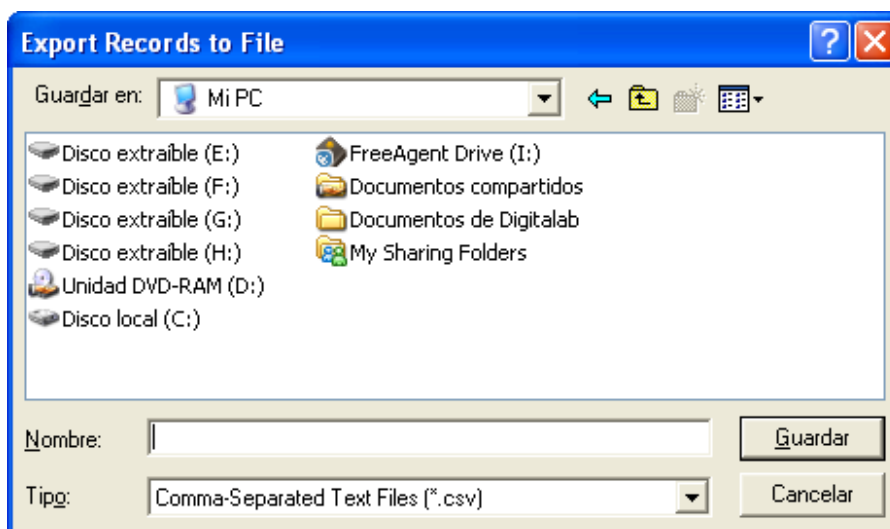 Export Records to File
Guardar en: Mi PC
Disco extraíble (E:)
Disco extraíble (F:)
Disco extraíble (G:)
Disco extraíble (H:)
Unidad DVD-RAM (D:)
Disco local (C:)
FreeAgent Drive (I:)
Documentos compartidos
Documentos de Digitalab
My Sharing Folders
Nombre:
Guardar
Tipo: Comma-Separated Text Files (*.csv)
Cancelar